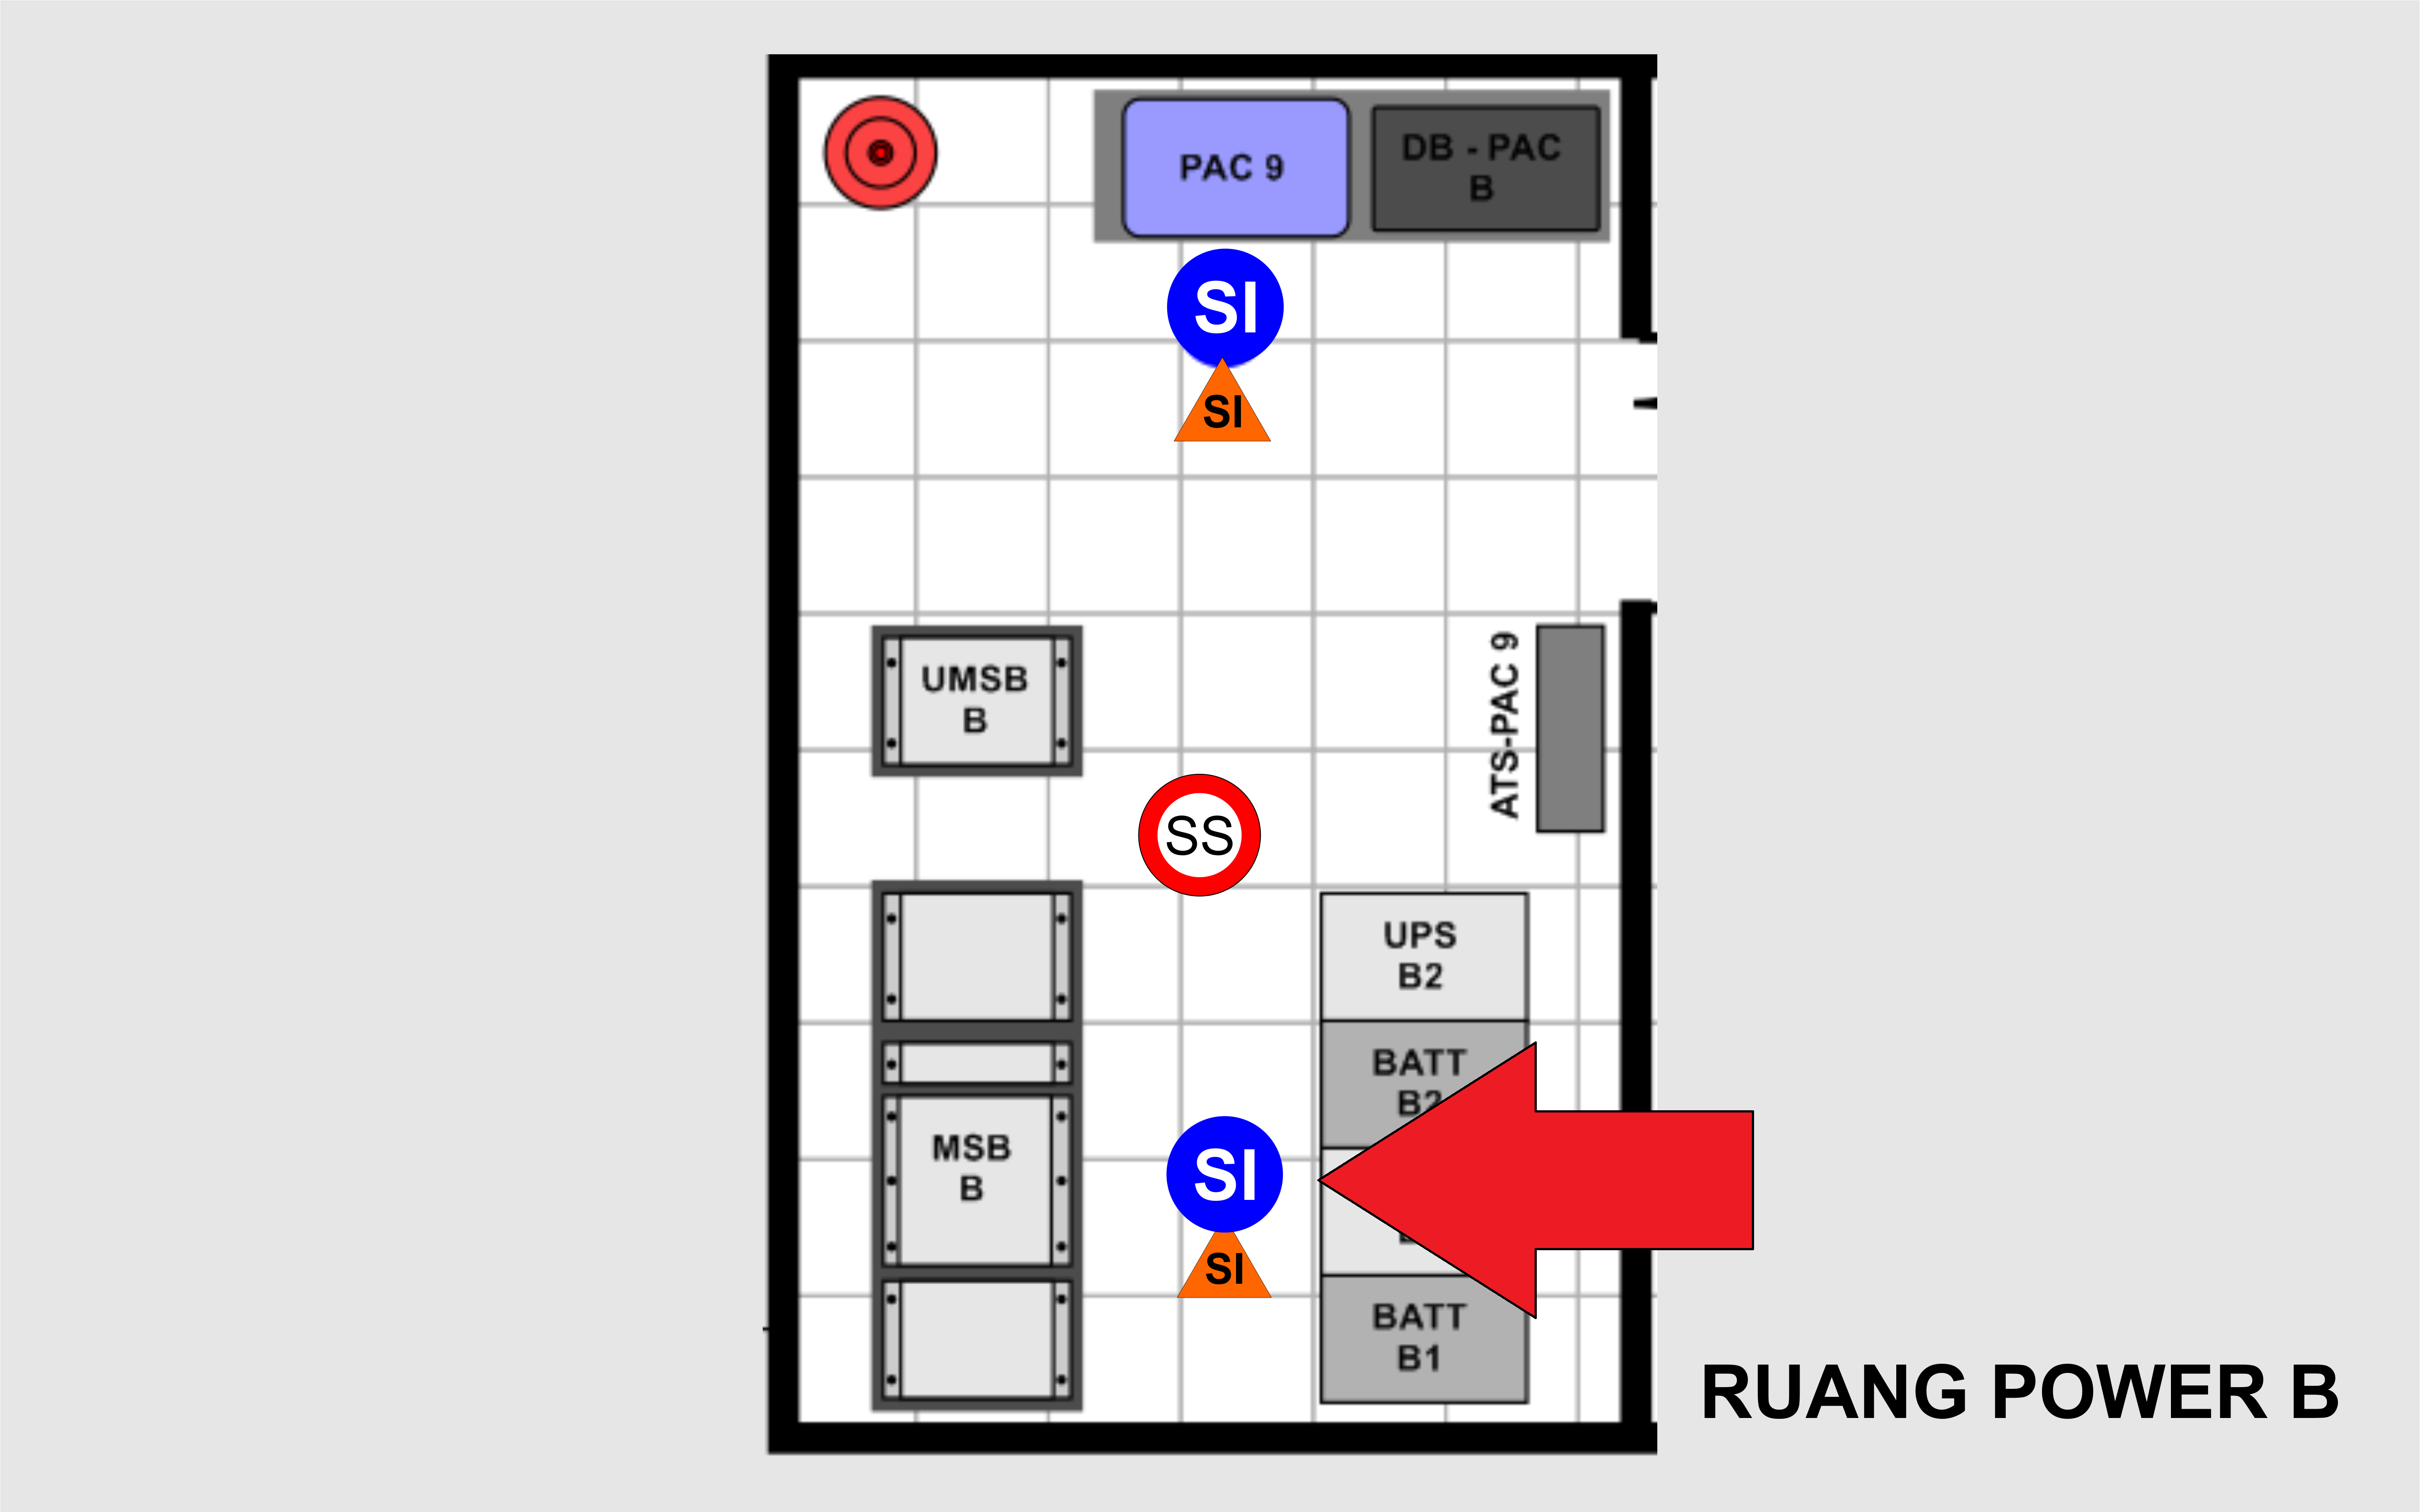 PAC 9
DB - PAC
B
SI
SI
UMSB
B
ATS-PAC 9
SS
UPS
B2
BATT
B2
MSB
B
SI
SI
BATT
B1
RUANG POWER B